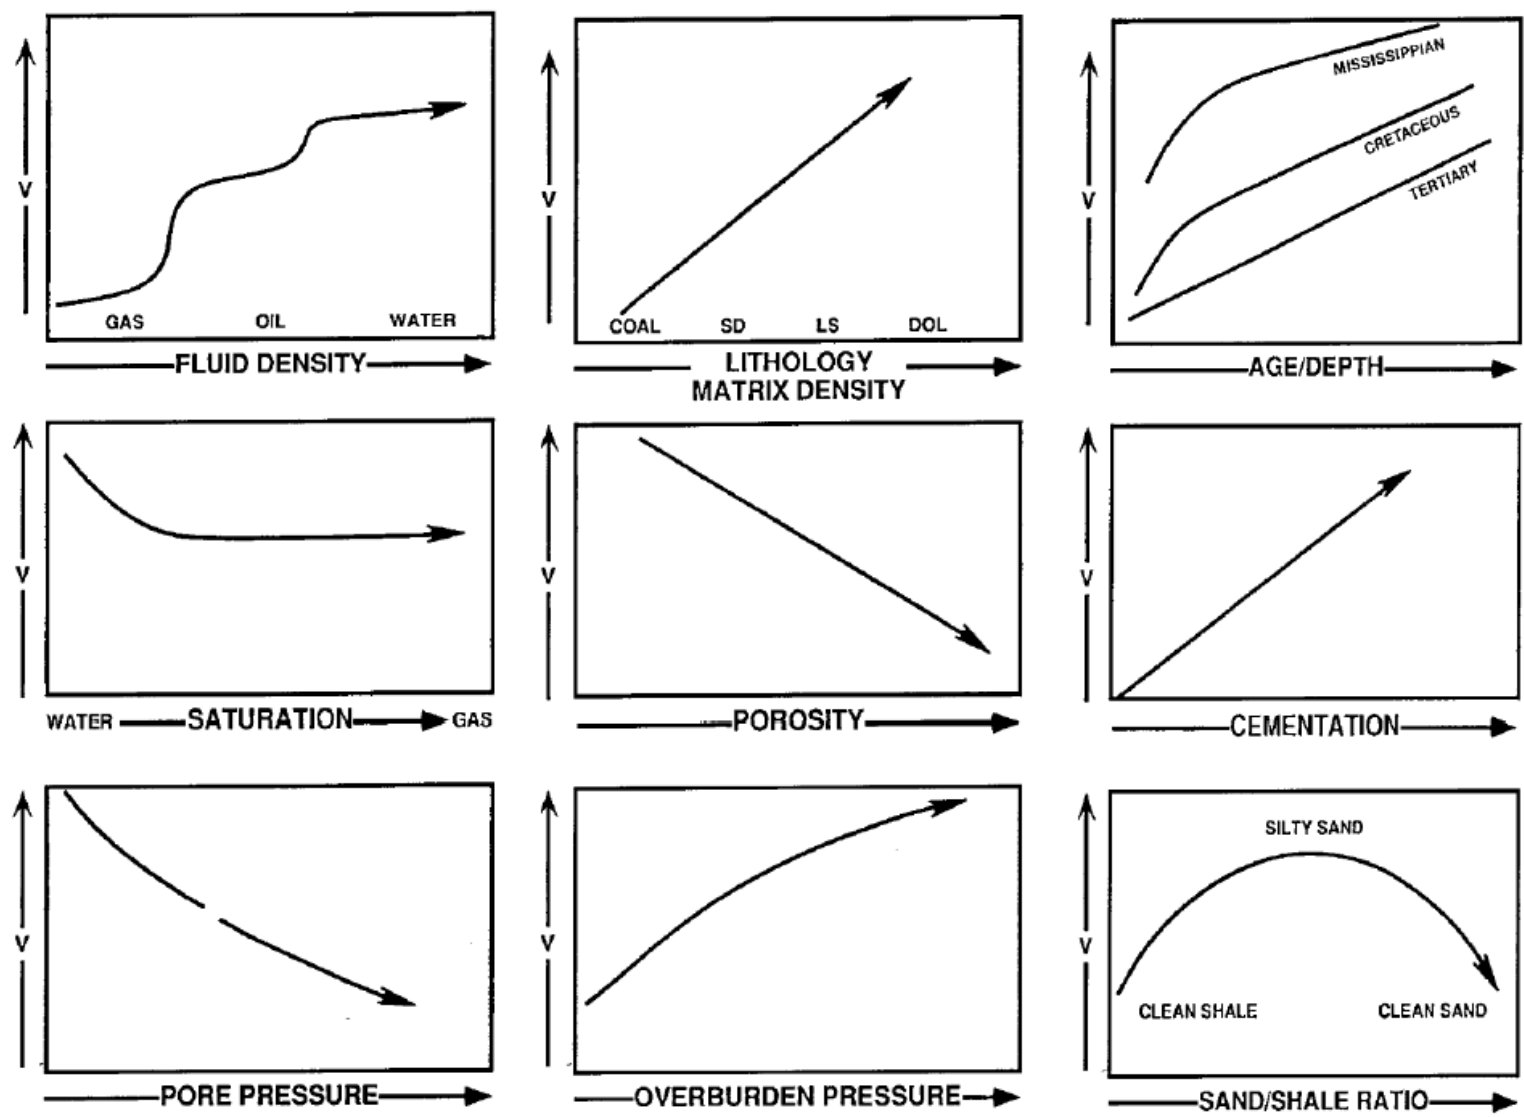 V
GAS OIL WATER
FLUID DENSITY
V
COAL SD LS DOL
LITHOLOGY
MATRIX DENSITY
V
MISSISSIPPIAN
CRETACEOUS
TERTIARY
AGE/DEPTH
V
WATER SATURATION GAS
V
POROSITY
V
CEMENTATION
V
PORE PRESSURE
V
OVERBURDEN PRESSURE
V
SILTY SAND
CLEAN SHALE CLEAN SAND
SAND/SHALE RATIO